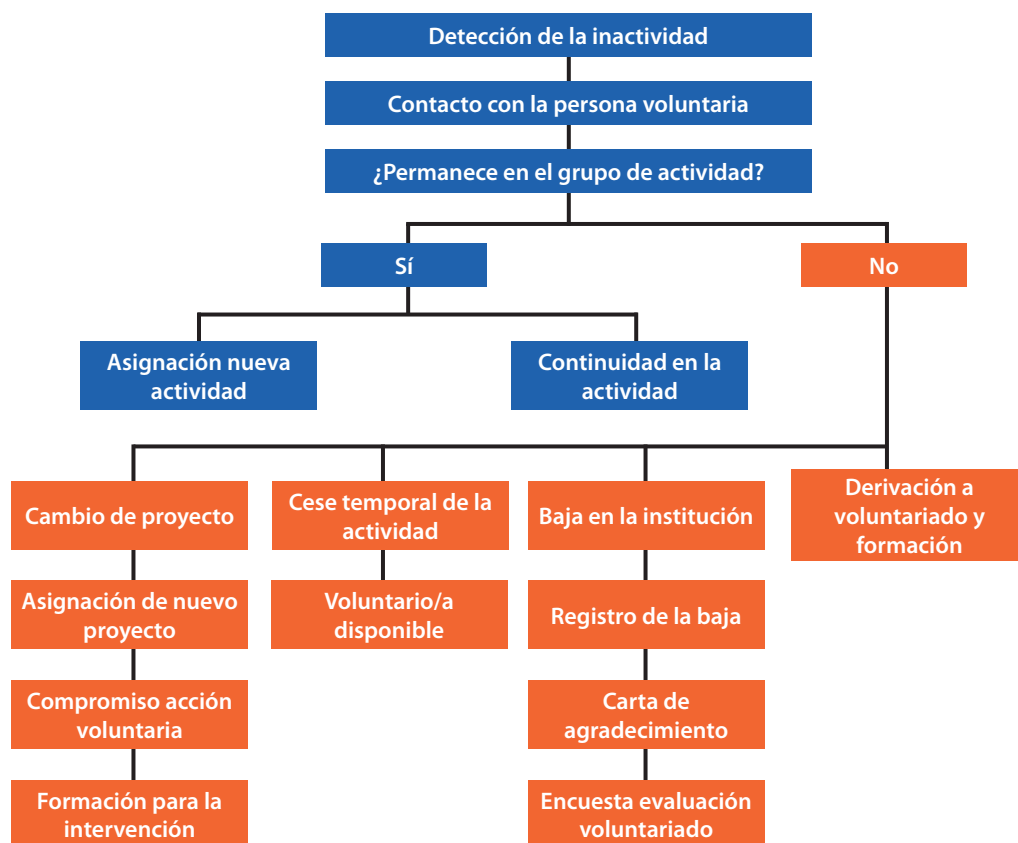 Detección de la inactividad
Contacto con la persona voluntaria
¿Permanece en el grupo de actividad?
Sí
No
Asignación nueva
actividad
Continuidad en la
actividad
Cambio de proyecto
Cese temporal de la
actividad
Baja en la institución
Derivación a
voluntariado y
formación
Asignación de nuevo
proyecto
Voluntario/a
disponible
Registro de la baja
Compromiso acción
voluntaria
Carta de
agradecimiento
Formación para la
intervención
Encuesta evaluación
voluntariado